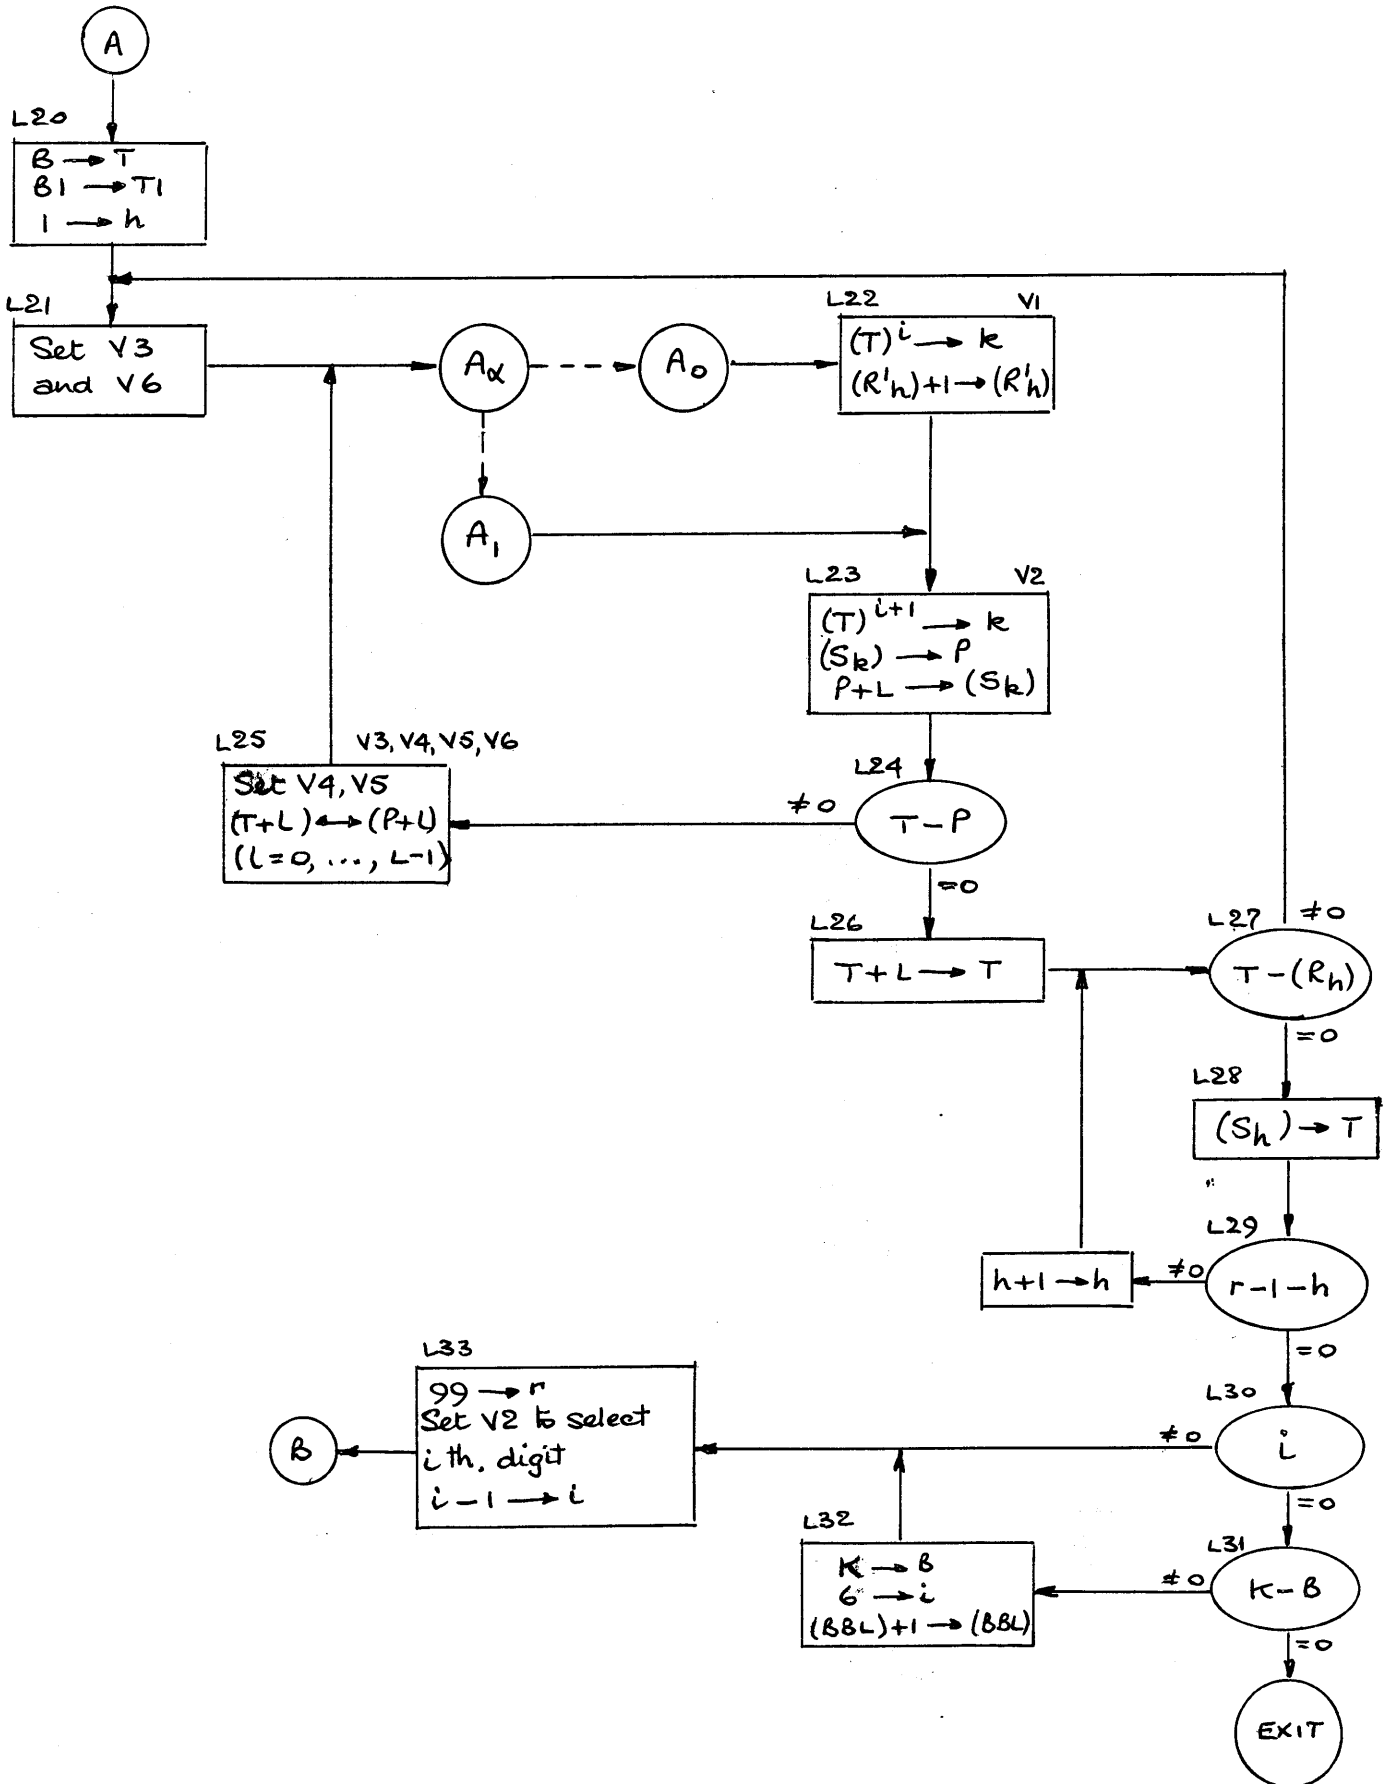 A
L20
B → T
B1 → T1
1 → h
L21
Set V3
and V6
Aα
A0
L22 V1
(T)^i → k
(R'h)+1 → (R'h)
A1
L23 V2
(T)^i+1 → k
(Sk) → P
P+L → (Sk)
L24
T-P
≠0
=0
L25 V3, V4, V5, V6
Set V4, V5
(T+L) ↔ (P+L)
(L=0, ..., L-1)
L26
T+L → T
L27
≠0
T-(Rh)
=0
L28
(Sh) → T
L29
r-1-h
≠0
h+1 → h
=0
L30
i
≠0
=0
L33
99 → r
Set V2 to select
i th. digit
i-1 → i
B
L31
K-B
≠0
=0
L32
K → B
6 → i
(BBL)+1 → (BBL)
EXIT